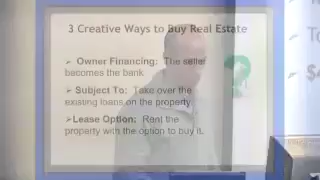 3 Creative Ways to Buy Real Estate
➢ Owner Financing: The seller
becomes the bank
➢ Subject To: Take over the
existing loans on the property
➢Lease Option: Rent the
property with the option to buy it.
To